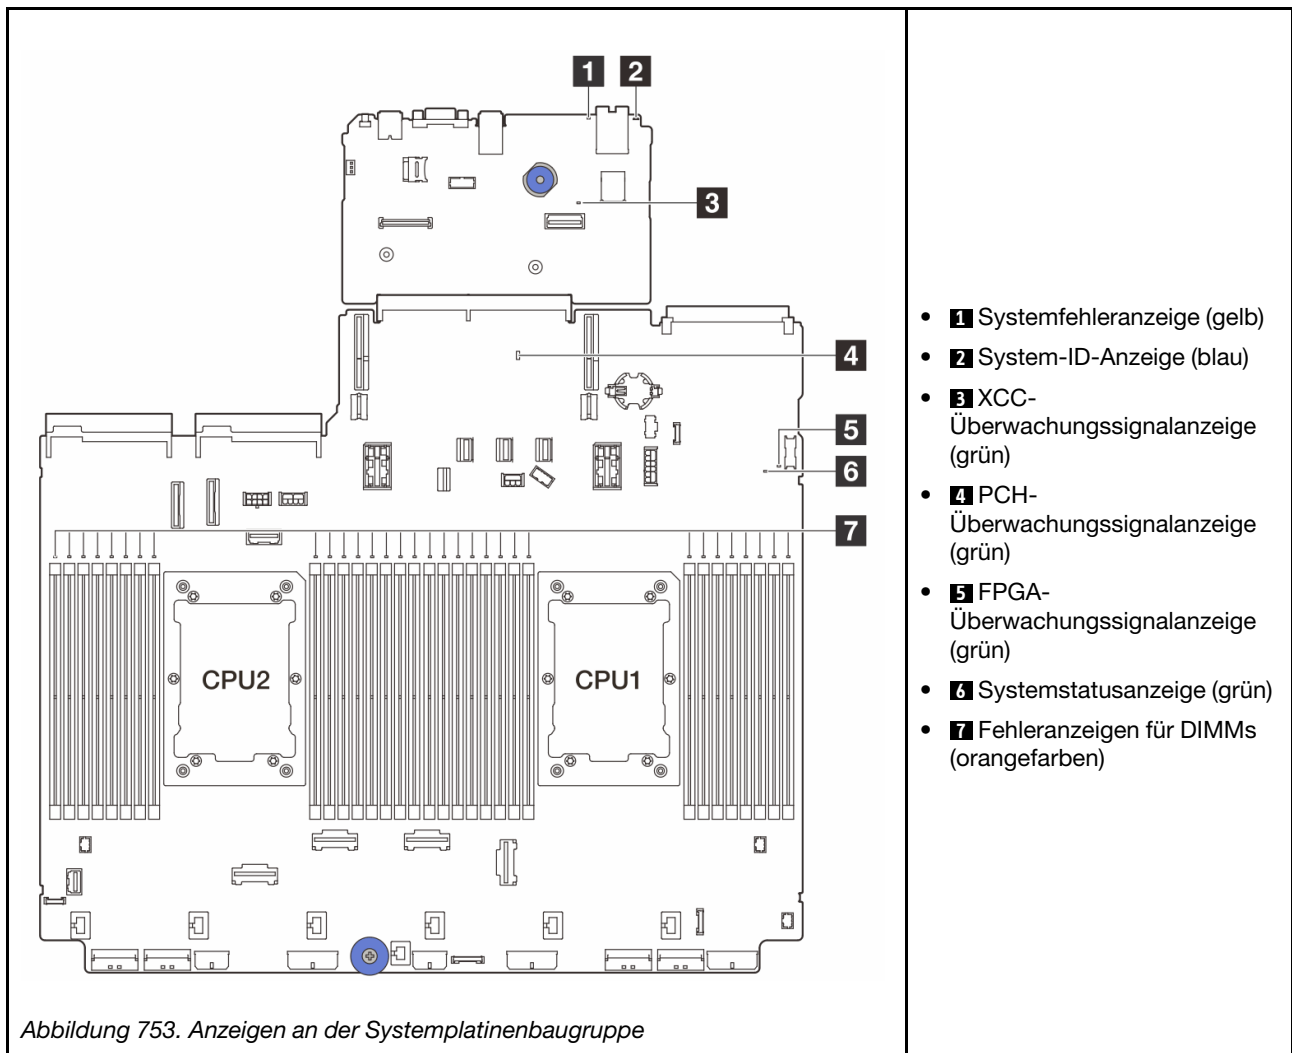 1 2
3
4
5
6
7
CPU2 CPU1
Abbildung 753. Anzeigen an der Systemplatinenbaugruppe
• 1 Systemfehleranzeige (gelb)
• 2 System-ID-Anzeige (blau)
• 3 XCC-
Überwachungssignalanzeige
(grün)
• 4 PCH-
Überwachungssignalanzeige
(grün)
• 5 FPGA-
Überwachungssignalanzeige
(grün)
• 6 Systemstatusanzeige (grün)
• 7 Fehleranzeigen für DIMMs
(orangefarben)